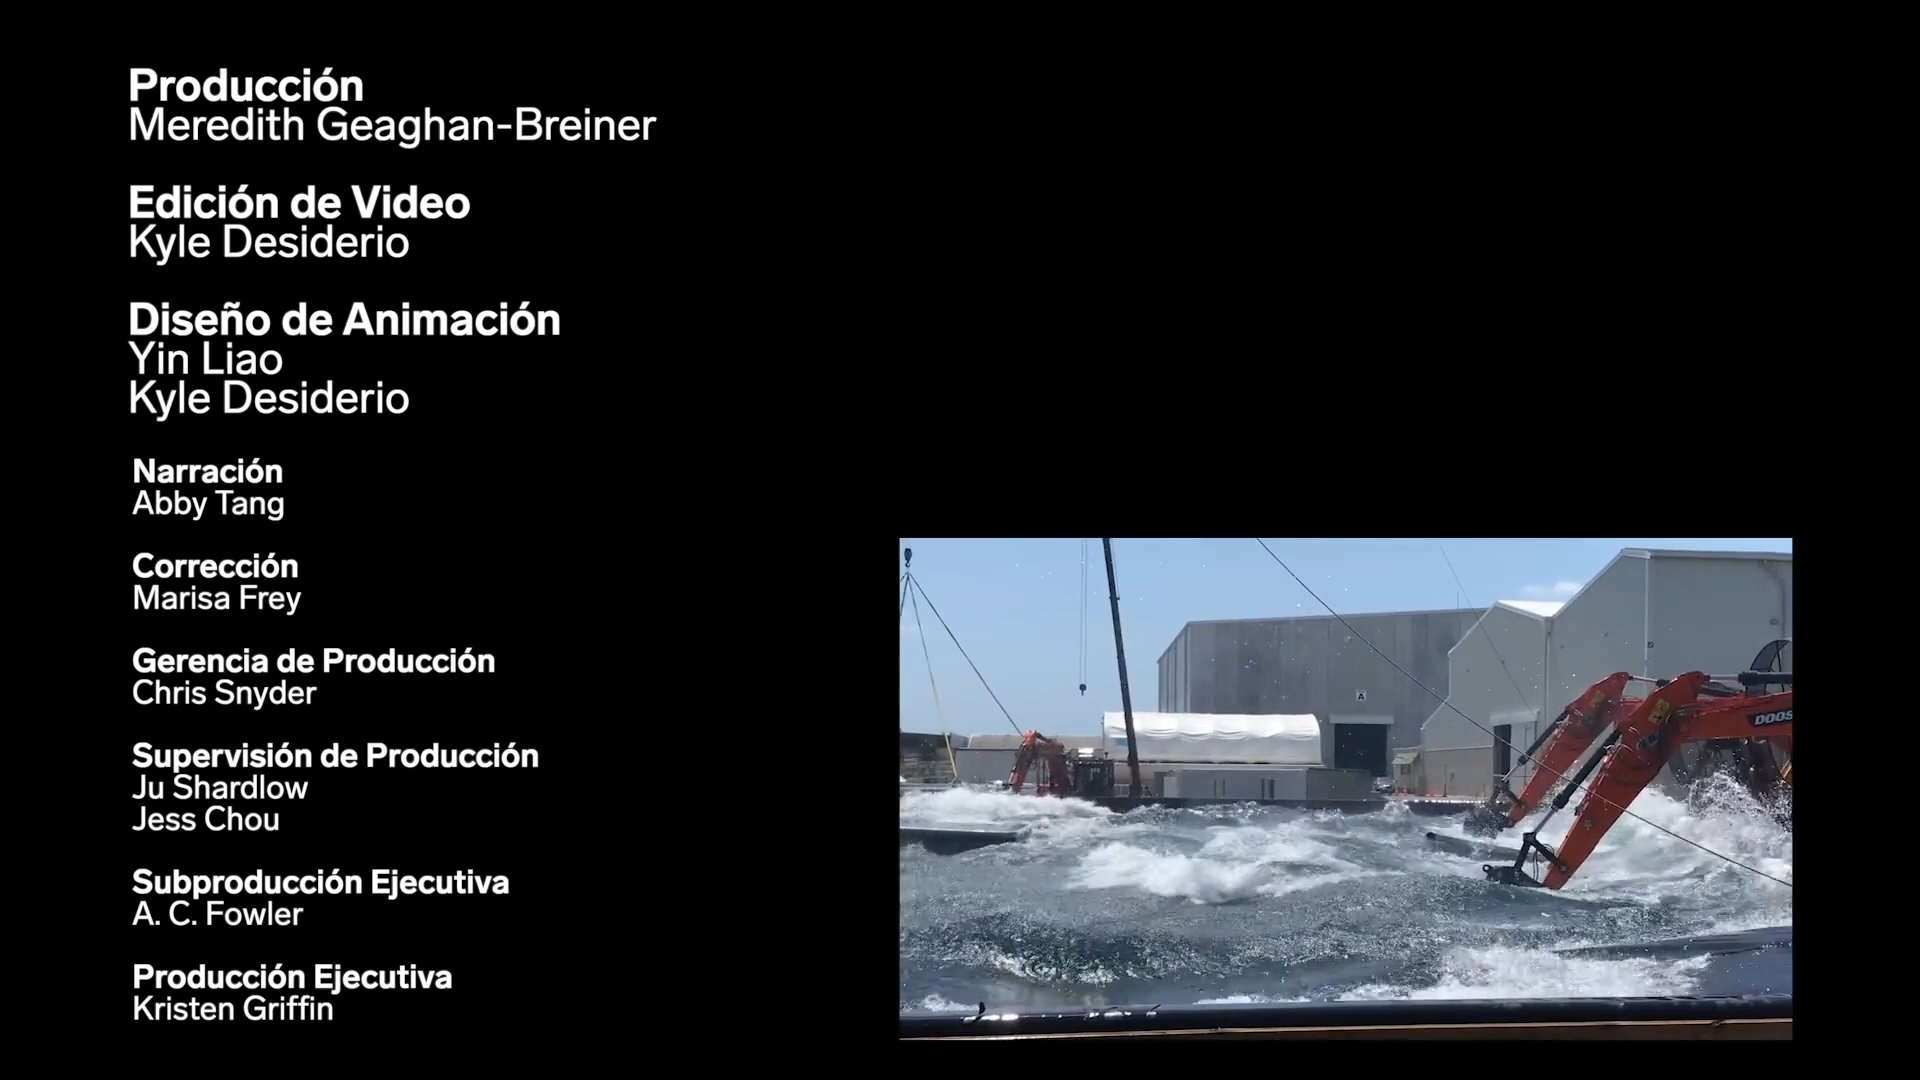 Producción
Meredith Geaghan-Breiner
Edición de Video
Kyle Desiderio
Diseño de Animación
Yin Liao
Kyle Desiderio
Narración
Abby Tang
Corrección
Marisa Frey
Gerencia de Producción
Chris Snyder
Supervisión de Producción
Ju Shardlow
Jess Chou
Subproducción Ejecutiva
A. C. Fowler
Producción Ejecutiva
Kristen Griffin
A
DOOS